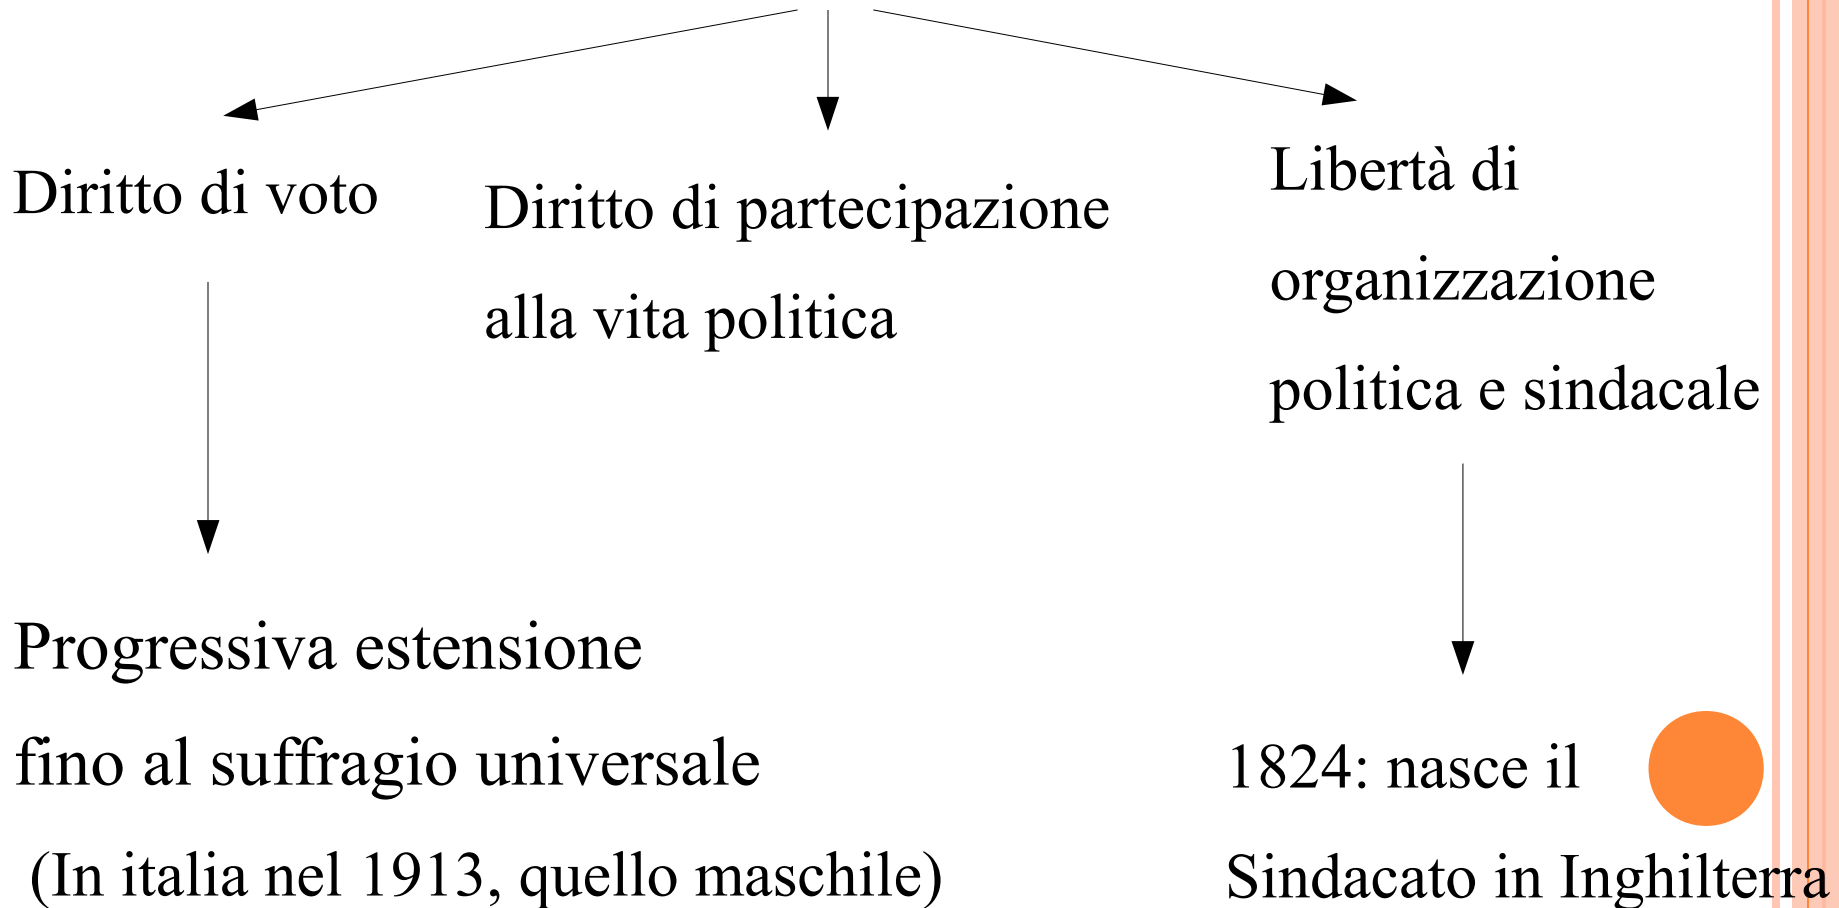 Diritto di voto
Diritto di partecipazione
alla vita politica
Libertà di
organizzazione
politica e sindacale
Progressiva estensione
fino al suffragio universale
(In italia nel 1913, quello maschile)
1824: nasce il
Sindacato in Inghilterra